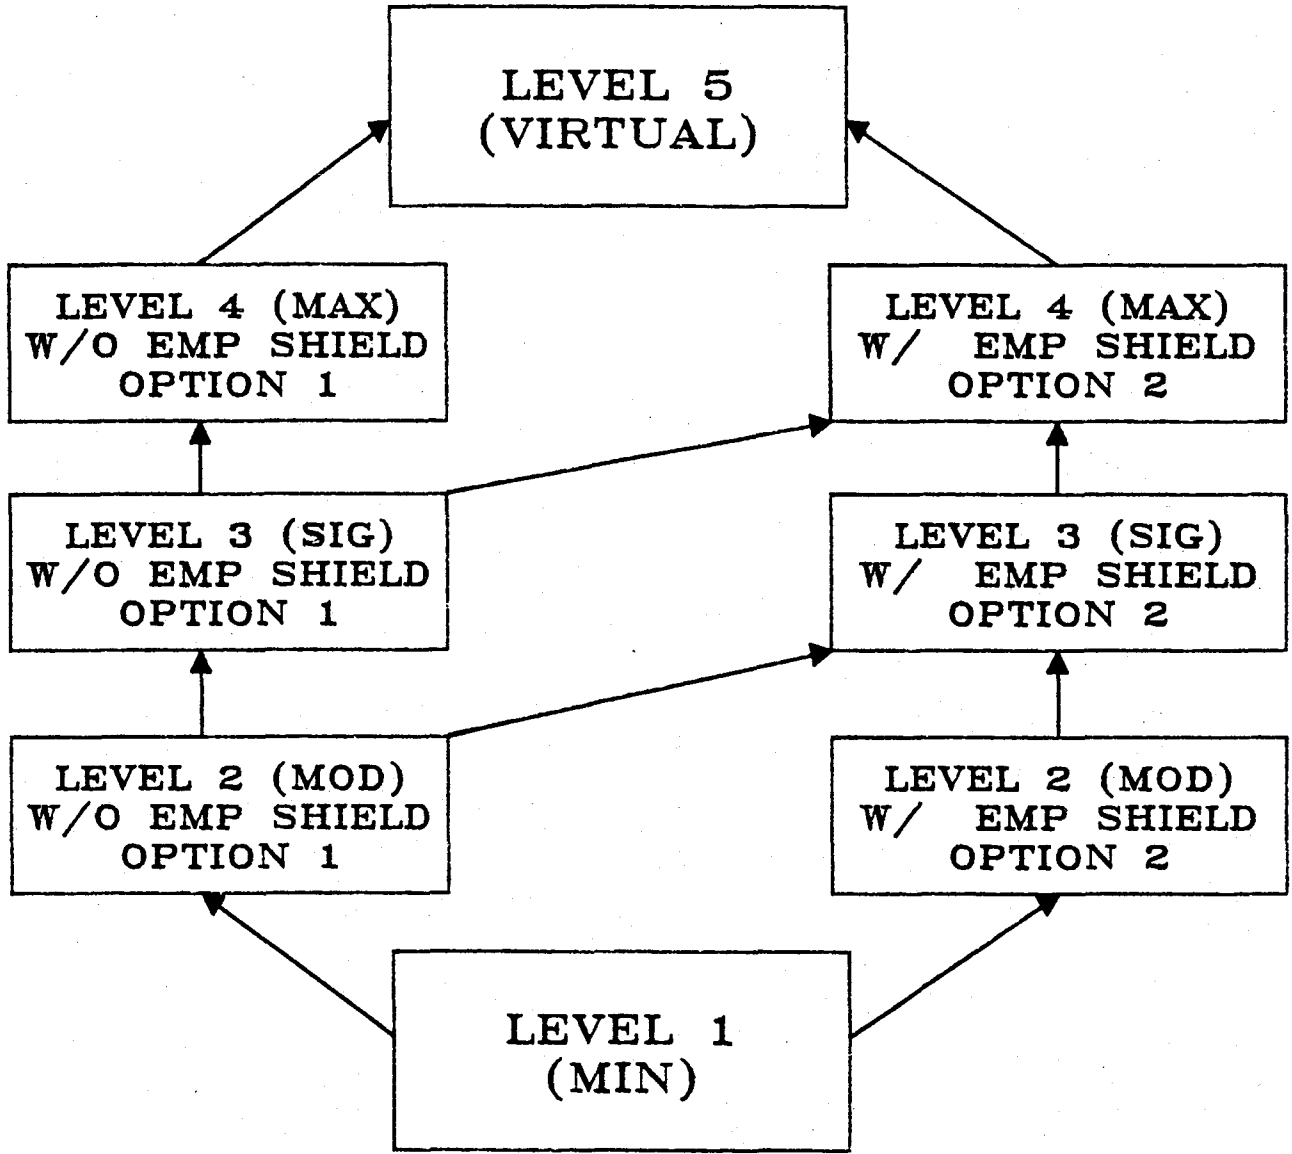 LEVEL 5
(VIRTUAL)
LEVEL 4 (MAX)
W/O EMP SHIELD
OPTION 1
LEVEL 4 (MAX)
W/ EMP SHIELD
OPTION 2
LEVEL 3 (SIG)
W/O EMP SHIELD
OPTION 1
LEVEL 3 (SIG)
W/ EMP SHIELD
OPTION 2
LEVEL 2 (MOD)
W/O EMP SHIELD
OPTION 1
LEVEL 2 (MOD)
W/ EMP SHIELD
OPTION 2
LEVEL 1
(MIN)